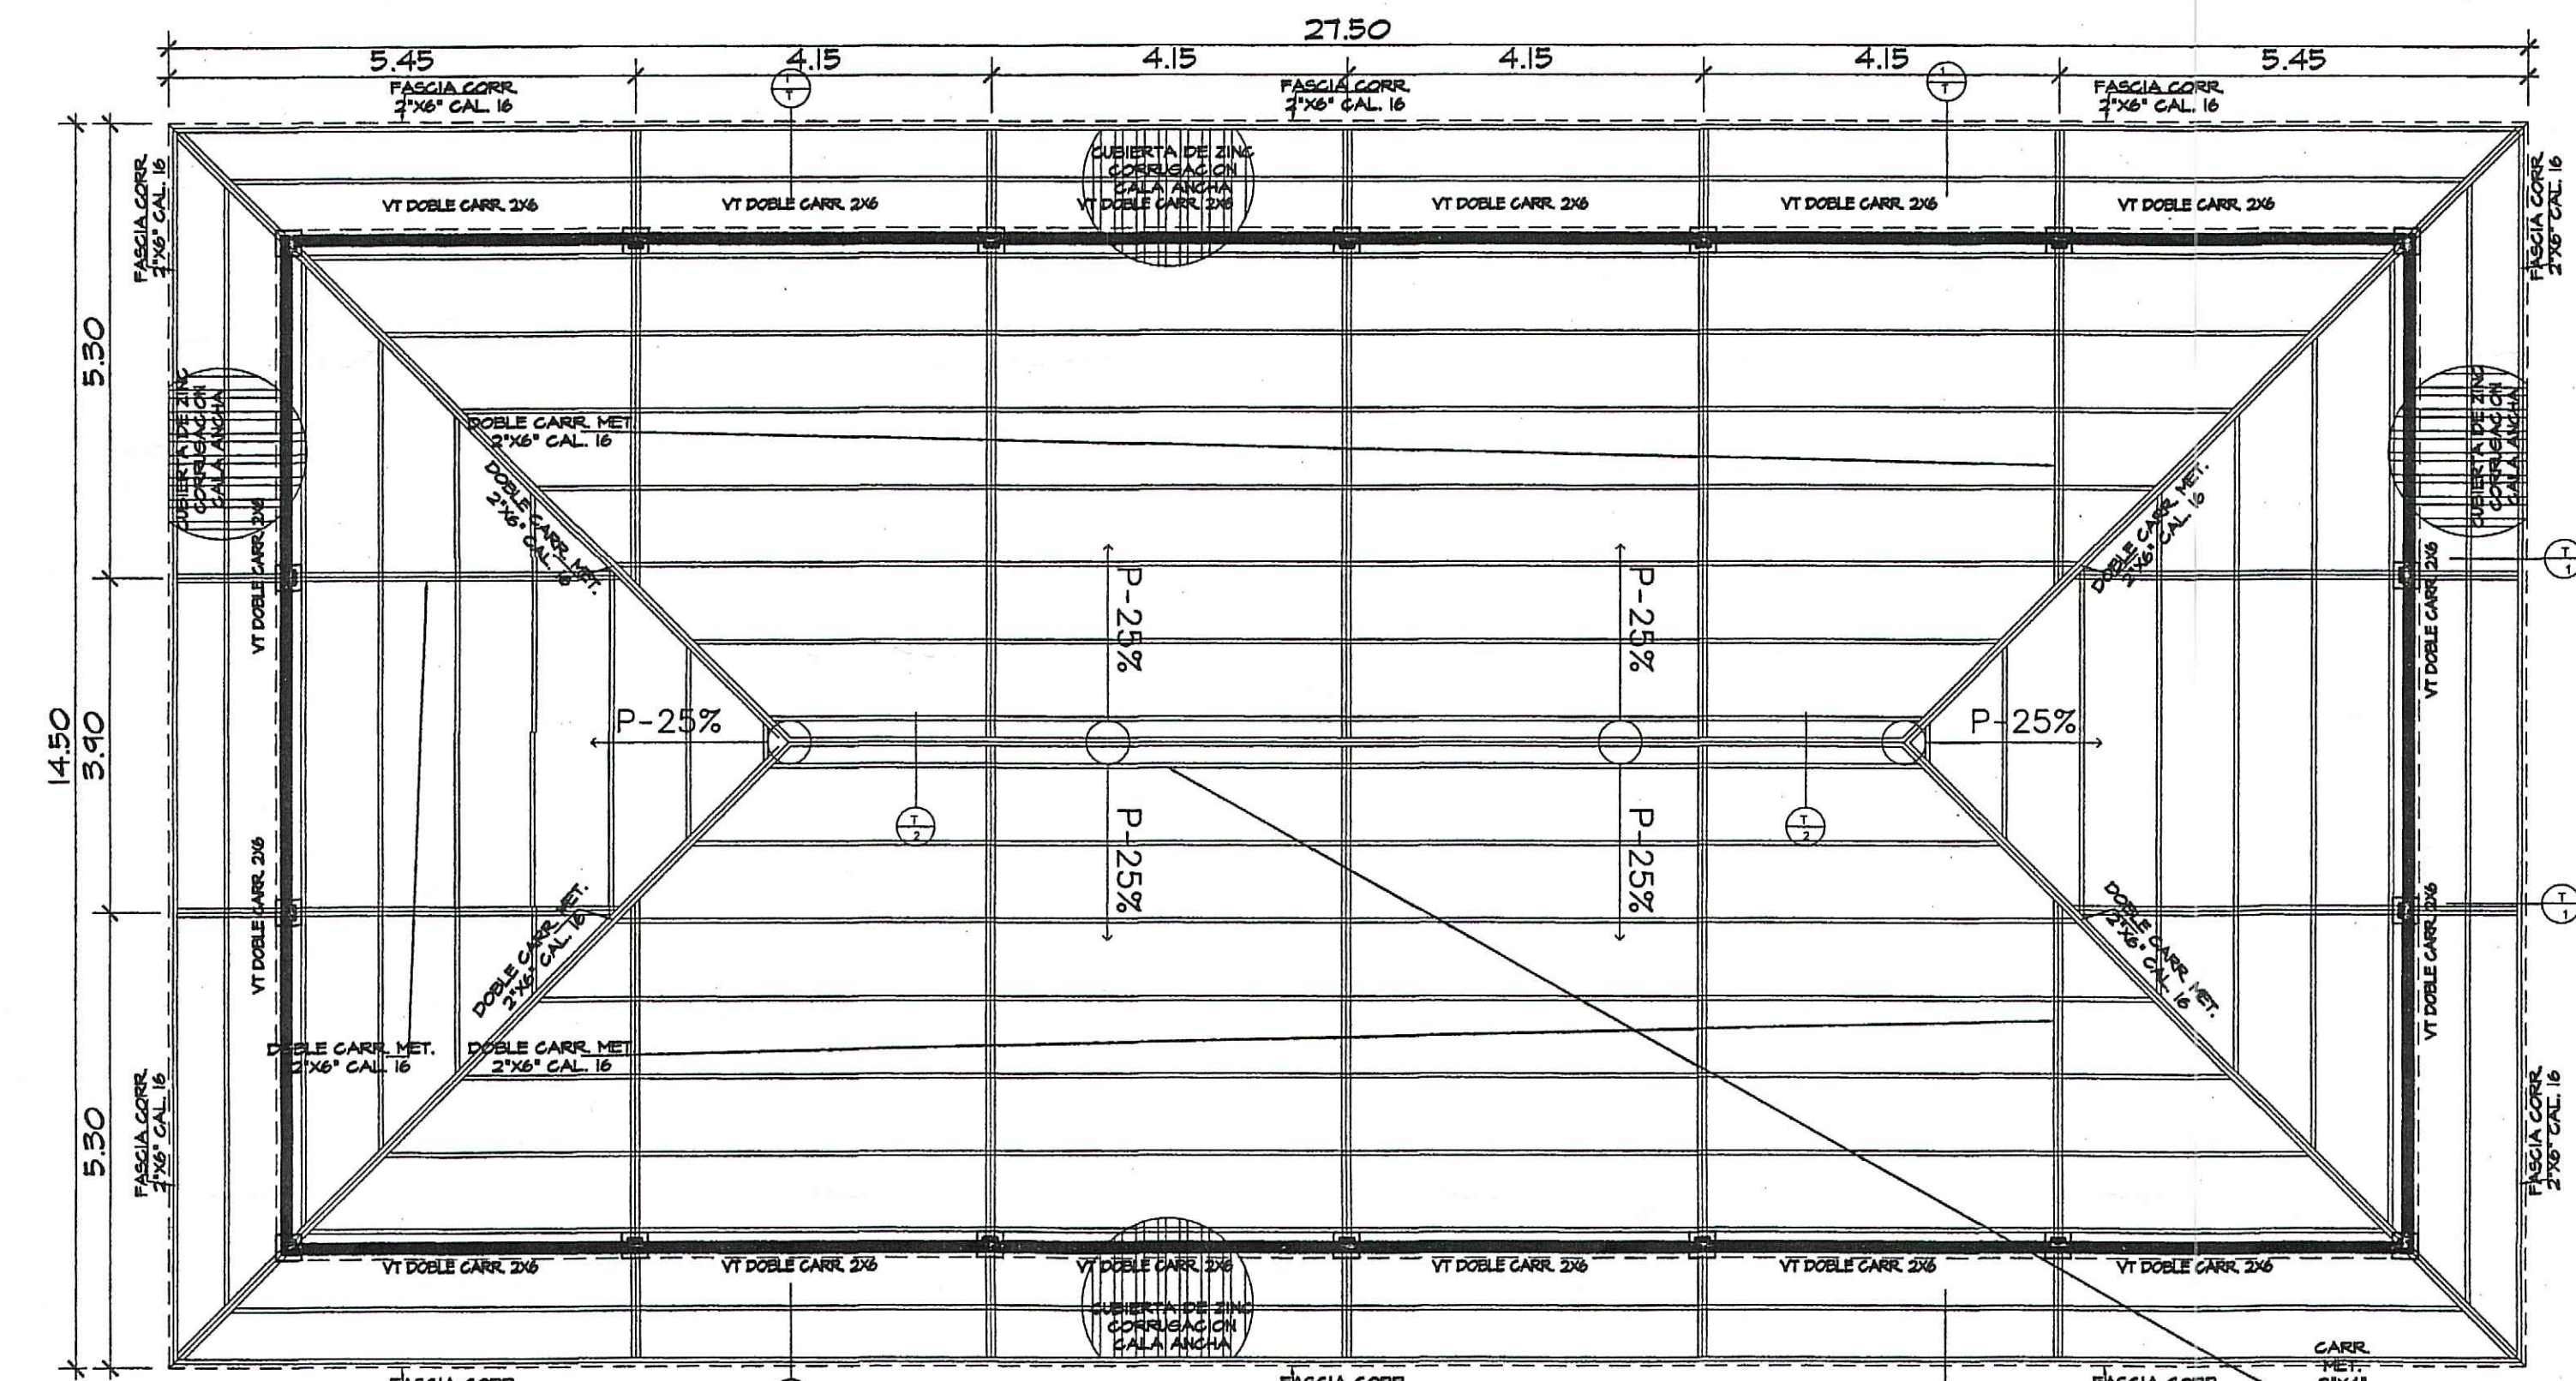 27.50
5.45
4.15
4.15
4.15
4.15
5.45
FASCIA CORR.
2"X6" CAL. 16
FASCIA CORR.
2"X6" CAL. 16
FASCIA CORR.
2"X6" CAL. 16
1
T
FASCIA CORR.
2"X6" CAL. 16
CUBIERTA DE ZINC
CORRUGACION
CALA ANCHA
FASCIA CORR.
2"X6" CAL. 16
VT DOBLE CARR. 2X6
VT DOBLE CARR. 2X6
VT DOBLE CARR. 2X6
VT DOBLE CARR. 2X6
VT DOBLE CARR. 2X6
VT DOBLE CARR. 2X6
5.30
CUBIERTA DE ZINC
CORRUGACION
CALA ANCHA
DOBLE CARR. MET.
2"X6" CAL. 16
CUBIERTA DE ZINC
CORRUGACION
CALA ANCHA
DOBLE CARR. MET.
2"X6" CAL. 16
DOBLE CARR. MET.
2"X6" CAL. 16
VT DOBLE CARR. 2X6
VT DOBLE CARR. 2X6
T
1
P-25%
P-25%
14.50
3.90
P-25%
P-25%
T
2
T
2
P-25%
P-25%
VT DOBLE CARR. 2X6
VT DOBLE CARR. 2X6
T
1
DOBLE CARR. MET.
2"X6" CAL. 16
DOBLE CARR. MET.
2"X6" CAL. 16
DOBLE CARR. MET.
2"X6" CAL. 16
DOBLE CARR. MET.
2"X6" CAL. 16
5.30
FASCIA CORR.
2"X6" CAL. 16
FASCIA CORR.
2"X6" CAL. 16
VT DOBLE CARR. 2X6
VT DOBLE CARR. 2X6
VT DOBLE CARR. 2X6
VT DOBLE CARR. 2X6
VT DOBLE CARR. 2X6
VT DOBLE CARR. 2X6
CUBIERTA DE ZINC
CORRUGACION
CALA ANCHA
CARR.
MET.
FASCIA CORR.
FASCIA CORR.
FASCIA CORR.